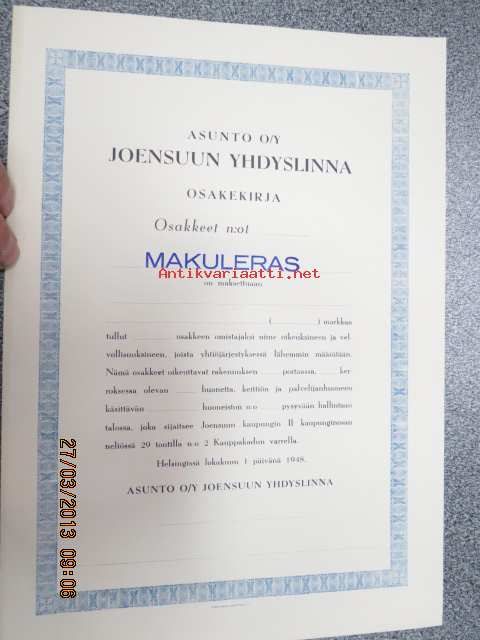 ASUNTO O/Y
JOENSUUN YHDYSLINNA
OSAKEKIRJA
Osakkeet n:ot
MAKULERAS
Antikvariaatti.net
on maksettuaan
( ) markkaa
tullut osakkeen omistajaksi niine oikeuksineen ja vel-
vollisuuksineen, joista yhtiöjärjestyksessä lähemmin määrätään.
Nämä osakkeet oikeuttavat rakennuksen portaassa, ker-
roksessa olevan huonetta, keittiön ja palvelijanhuoneen
käsittävän huoneiston n:o pysyvään hallintaan
talossa, joka sijaitsee Joensuun kaupungin II kaupunginosan
neliössä 29 tontilla n:o 2 Kauppakadun varrella.
Helsingissä lokakuun 1 päivänä 1948.
ASUNTO O/Y JOENSUUN YHDYSLINNA
27/03/2013 09:06